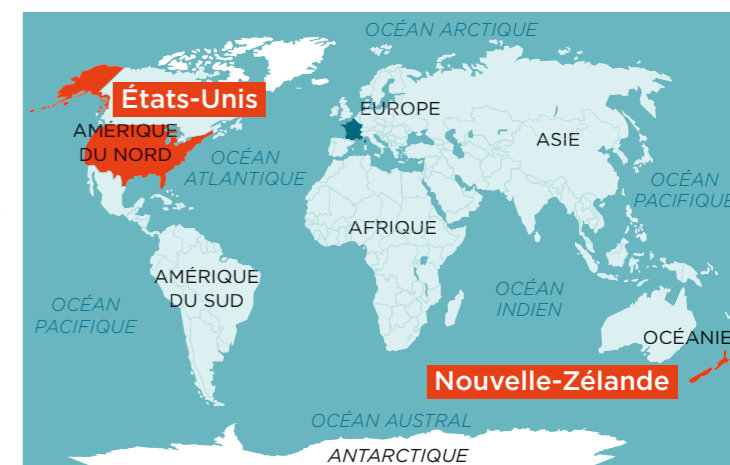 OCÉAN ARCTIQUE
États-Unis
EUROPE
AMÉRIQUE
DU NORD
ASIE
OCÉAN
ATLANTIQUE
OCÉAN
PACIFIQUE
AFRIQUE
AMÉRIQUE
DU SUD
OCÉAN
INDIEN
OCÉAN
PACIFIQUE
OCÉANIE
Nouvelle-Zélande
OCÉAN AUSTRAL
ANTARCTIQUE